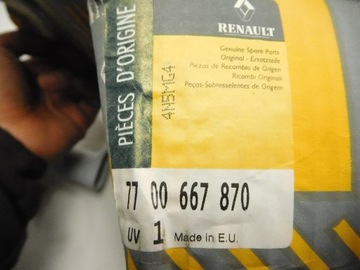 RENAULT
Genuine Spare Parts
Original - Ersatzteile
Piezas de Recambio de Origen
Ricambi Originali
Peças-Sobresselentes de Origem
PIÈCES D'ORIGINE
4N5MG4
77 00 667 870
UV 1 Made in E.U.